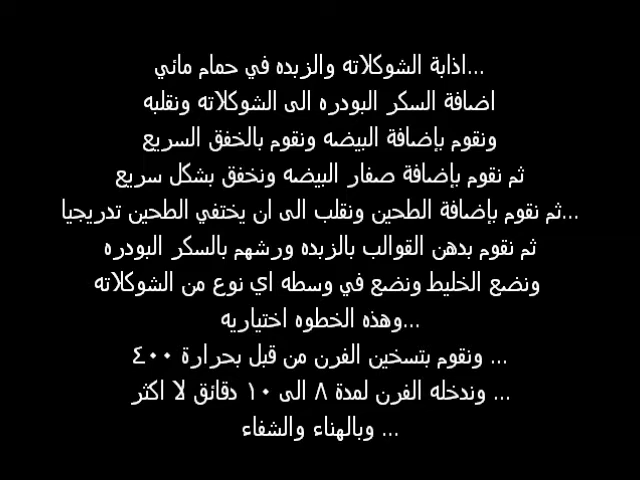 اذابة الشوكلاته والزبده في حمام مائي...
اضافة السكر البودره الى الشوكلاته ونقلبه
ونقوم بإضافة البيضه ونقوم بالخفق السريع
ثم نقوم بإضافة صفار البيضه ونخفق بشكل سريع
ثم نقوم بإضافة الطحين ونقلب الى ان يختفي الطحين تدريجيا...
ثم نقوم بدهن القوالب بالزبده ورشهم بالسكر البودره
ونضع الخليط ونضع في وسطه اي نوع من الشوكلاته
وهذه الخطوه اختياريه...
... ونقوم بتسخين الفرن من قبل بحرارة ٤٠٠
... وندخله الفرن لمدة ٨ الى ١٠ دقائق لا اكثر
... وبالهناء والشفاء